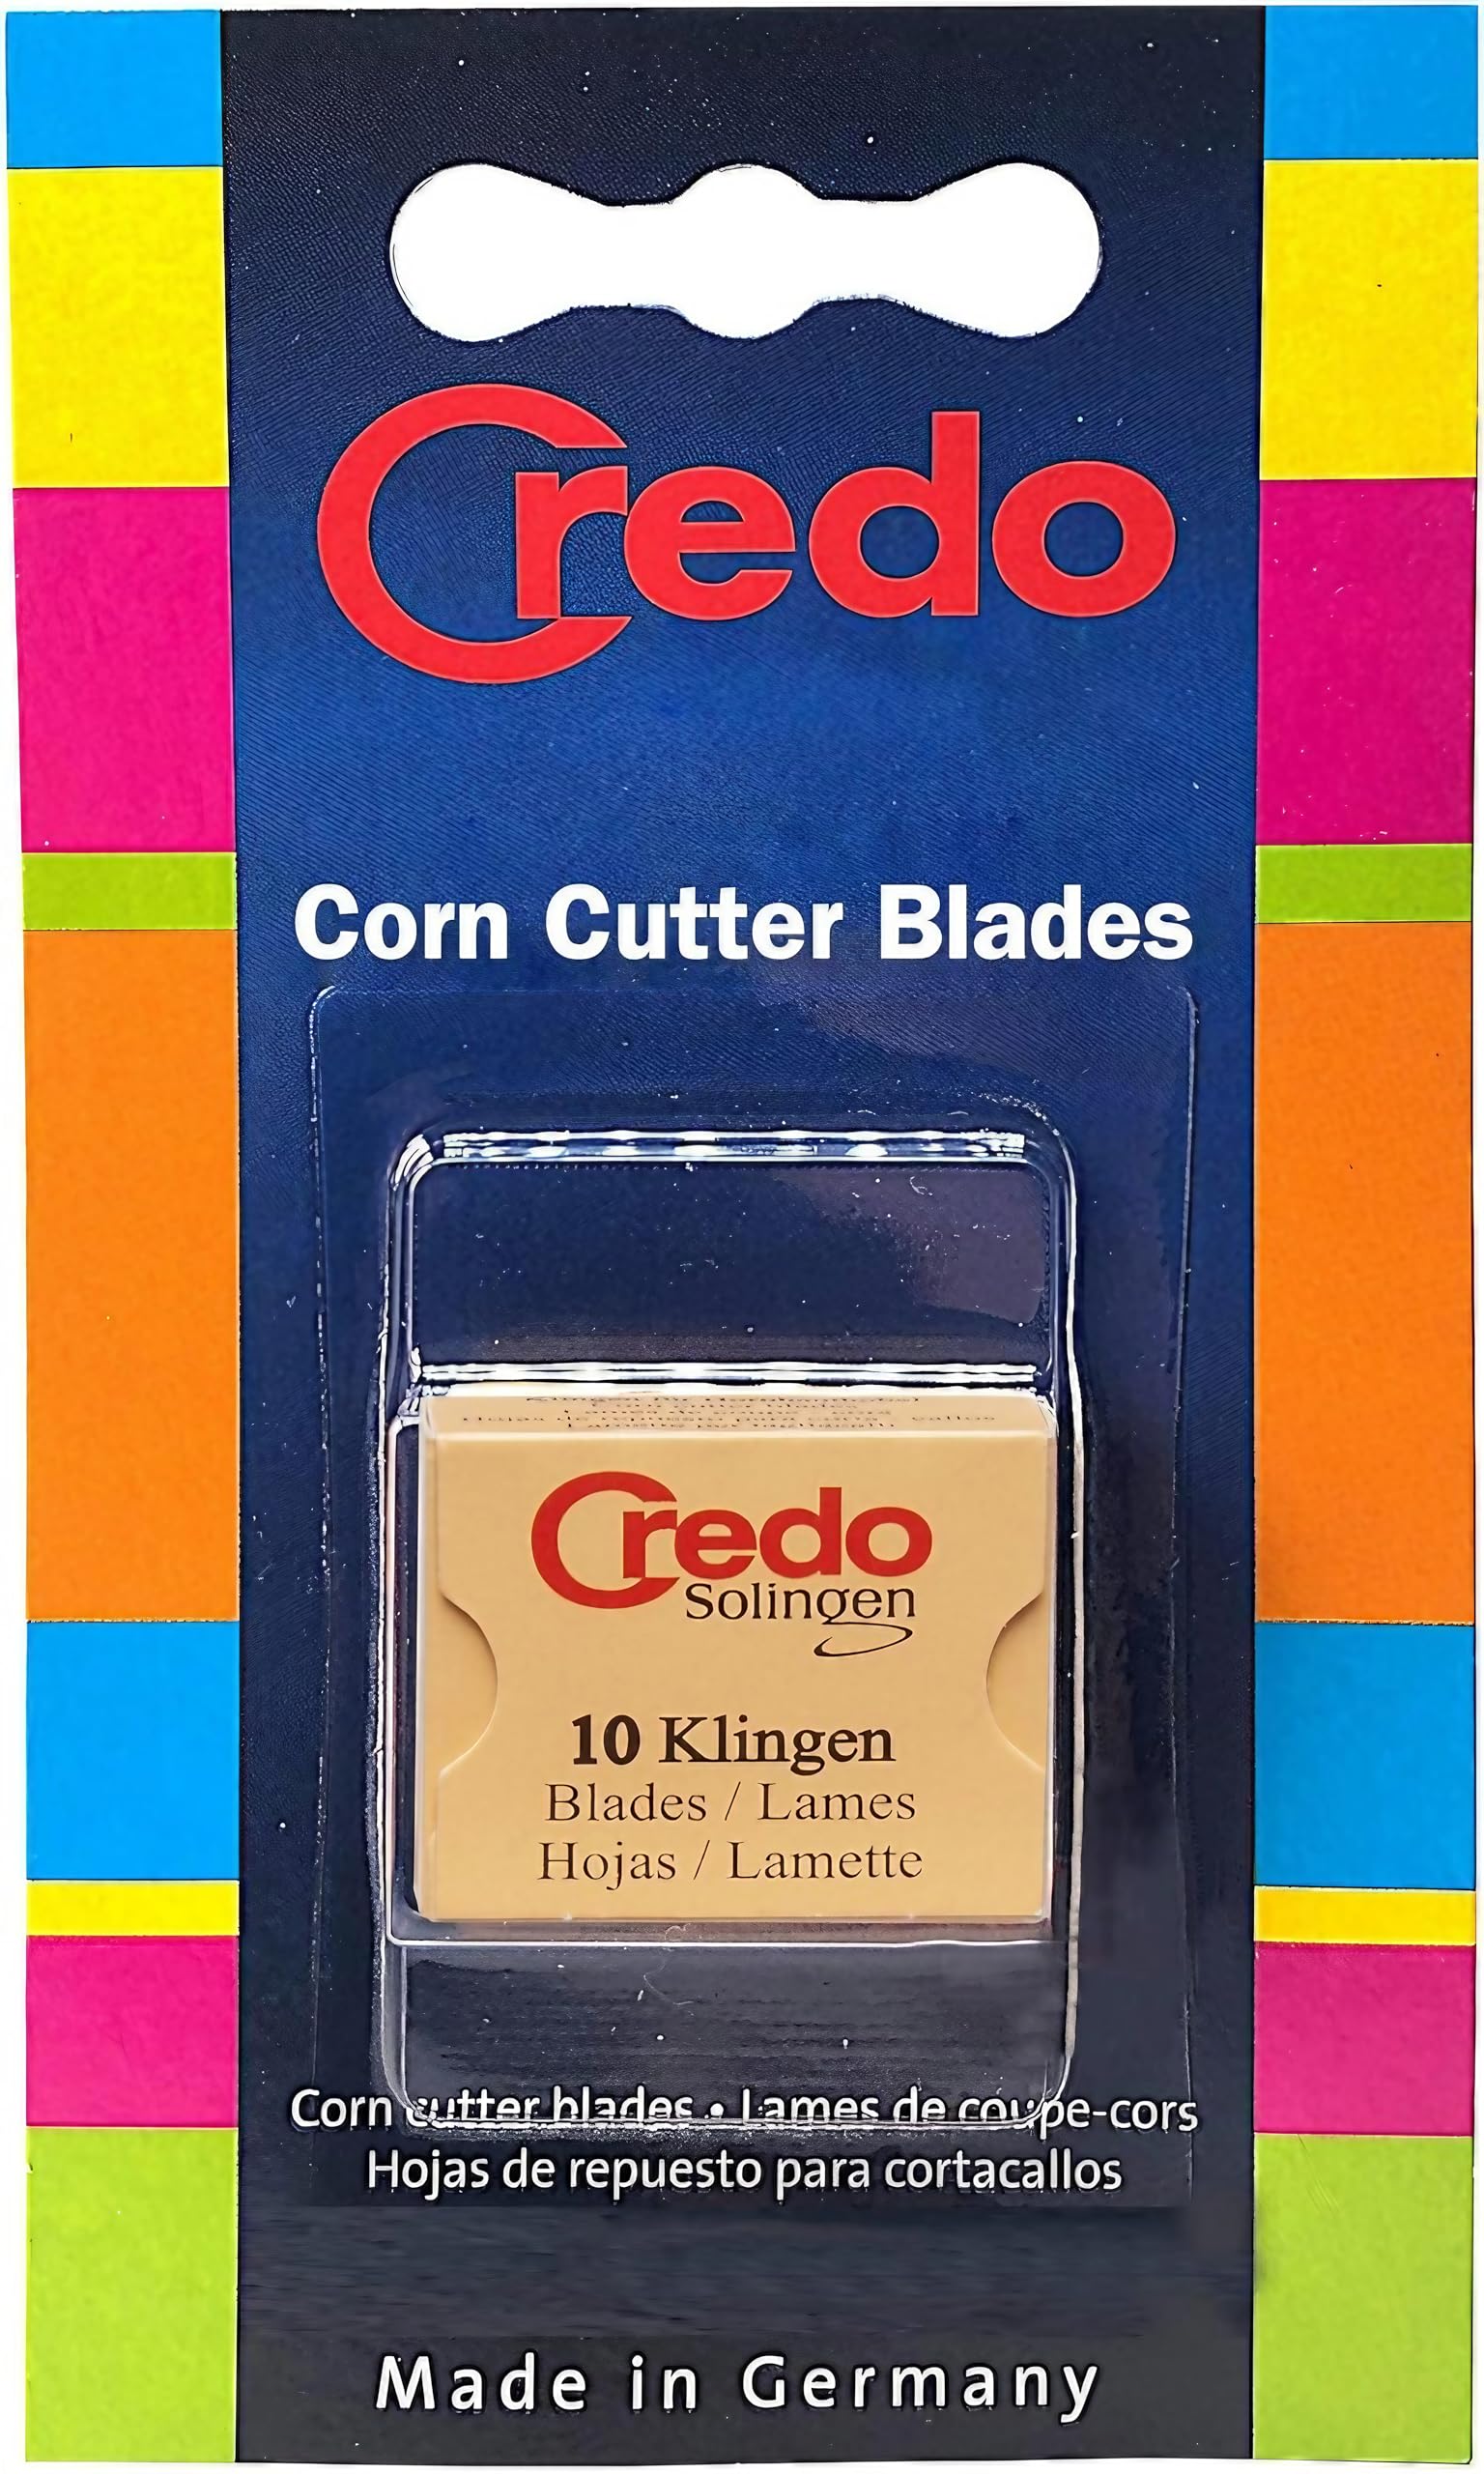 Credo
Corn Cutter Blades
Credo
Solingen
10 Klingen
Blades / Lames
Hojas / Lamette
Corn cutter blades • Lames de coupe-cors
Hojas de repuesto para cortacallos
Made in Germany